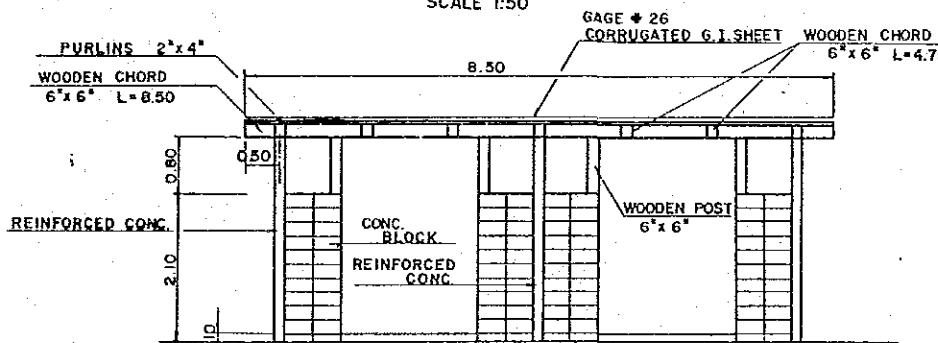 SCALE 1:50
GAGE # 26
CORRUGATED G.I. SHEET
WOODEN CHORD
6"x 6" L=4.7
PURLINS 2"x 4"
8.50
WOODEN CHORD
6"x 6" L=8.50
0.50
0.80
REINFORCED CONC.
CONC.
BLOCK
WOODEN POST
6"x 6"
REINFORCED
CONC.
2.10
.10